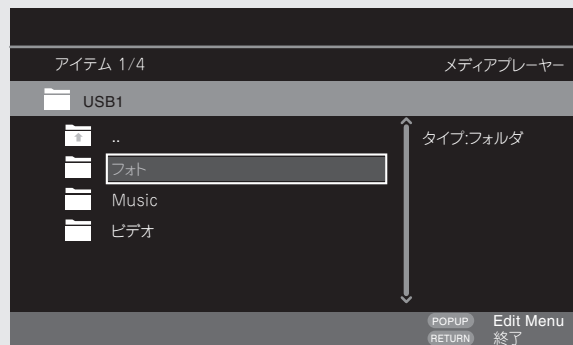 アイテム 1/4
メディアプレーヤー
USB1
..
タイプ:フォルダ
フォト
Music
ビデオ
POPUP Edit Menu
RETURN 終了